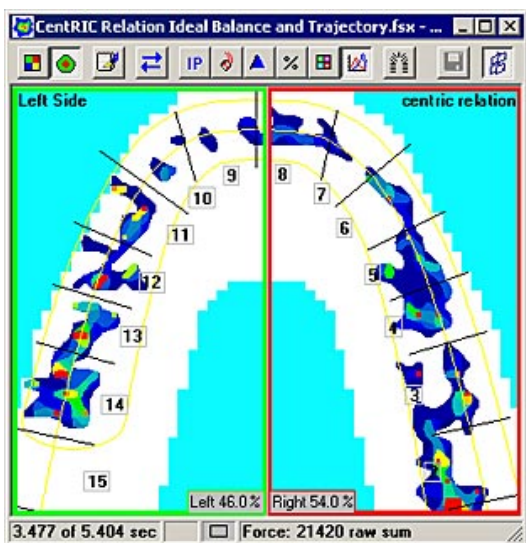 CentRIC Relation Ideal Balance and Trajectory.fsx - ...
IP %
Left Side centric relation
9 8
10 7
11 6
12 5
13 4
14 3
15 2
Left 46.0 % Right 54.0 %
3.477 of 5.404 sec Force: 21420 raw sum